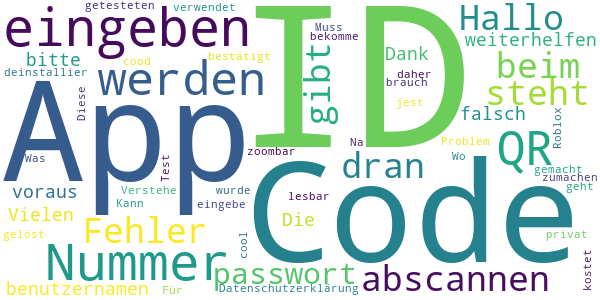 getesteten verwendet
eingeben ID Hallo
bitte werden gibt Muss bekomme weiterhelfen
deinstallier cood bestätigt Dank beim
App Diese daher brauch steht
jest falsch
Was Test zoobar Na QR Roblox
Code dran Wo Problem gemacht
voraus Verstehe wurde lesbar zumachen
Kann eingebe geht
Vielen Fehler Die
gelöst Nummer cool privat
passwort abscannen kostet
benutzernamen Für Datenschutzerklärung